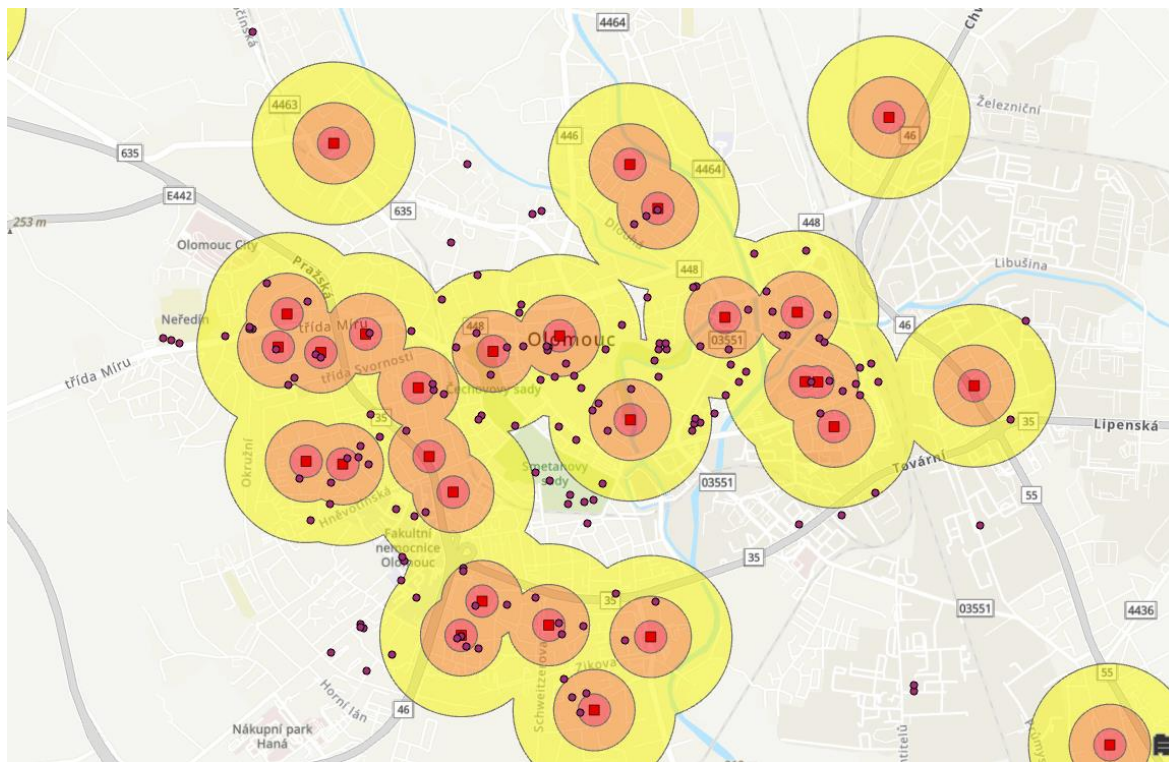 4464
4463
Železniční
446
46
635
4464
E442
635
253 m
448
Olomouc City
Dlouhá
Libušina
Pražská
448
Neředín
třída Míru
448
46
Olomouc
03551
třída Míru
třída Svornosti
Čechovovy sady
35
35
Lipenská
Okružní
Tovární
Smetanovy
sady
03551
55
Hněvotínská
Fakultní
nemocnice
Olomouc
35
35
03551
4436
Zikova
Schweitzerova
55
Horní lán
46
Nákupní park
Haná